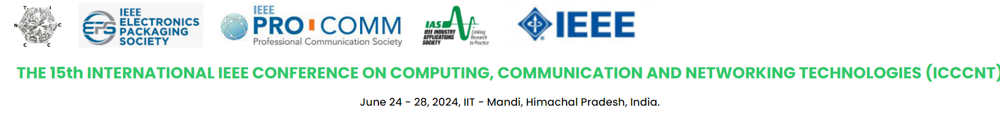 T I
N C
C C
IEEE
ELECTRONICS
PACKAGING
SOCIETY
EPS
IEEE
PRO COMM
Professional Communication Society
IAS
IEEE INDUSTRY
APPLICATIONS
SOCIETY
Linking
Research
to Practice
IEEE
THE 15th INTERNATIONAL IEEE CONFERENCE ON COMPUTING, COMMUNICATION AND NETWORKING TECHNOLOGIES (ICCCNT)
June 24 - 28, 2024, IIT - Mandi, Himachal Pradesh, India.